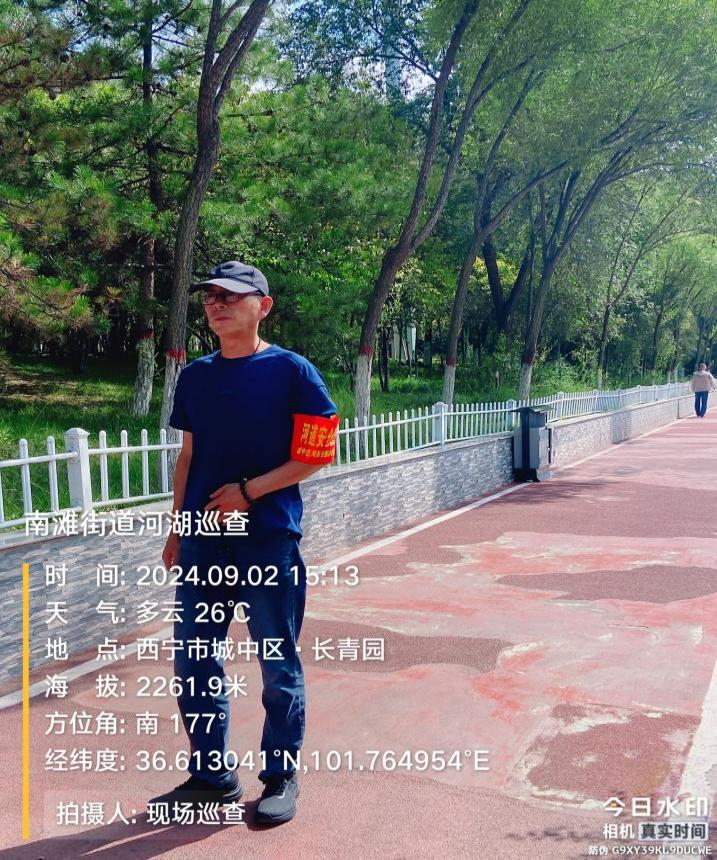 河道安
南滩街道河湖巡查
时 间: 2024.09.02 15:13
天 气: 多云 26℃
地 点: 西宁市城中区·长青园
海 拔: 2261.9米
方位角: 南 177°
经纬度: 36.613041°N,101.764954°E
拍摄人: 现场巡查
今日水印
相机 真实时间
防伪 G9XY39KL9DUCWE